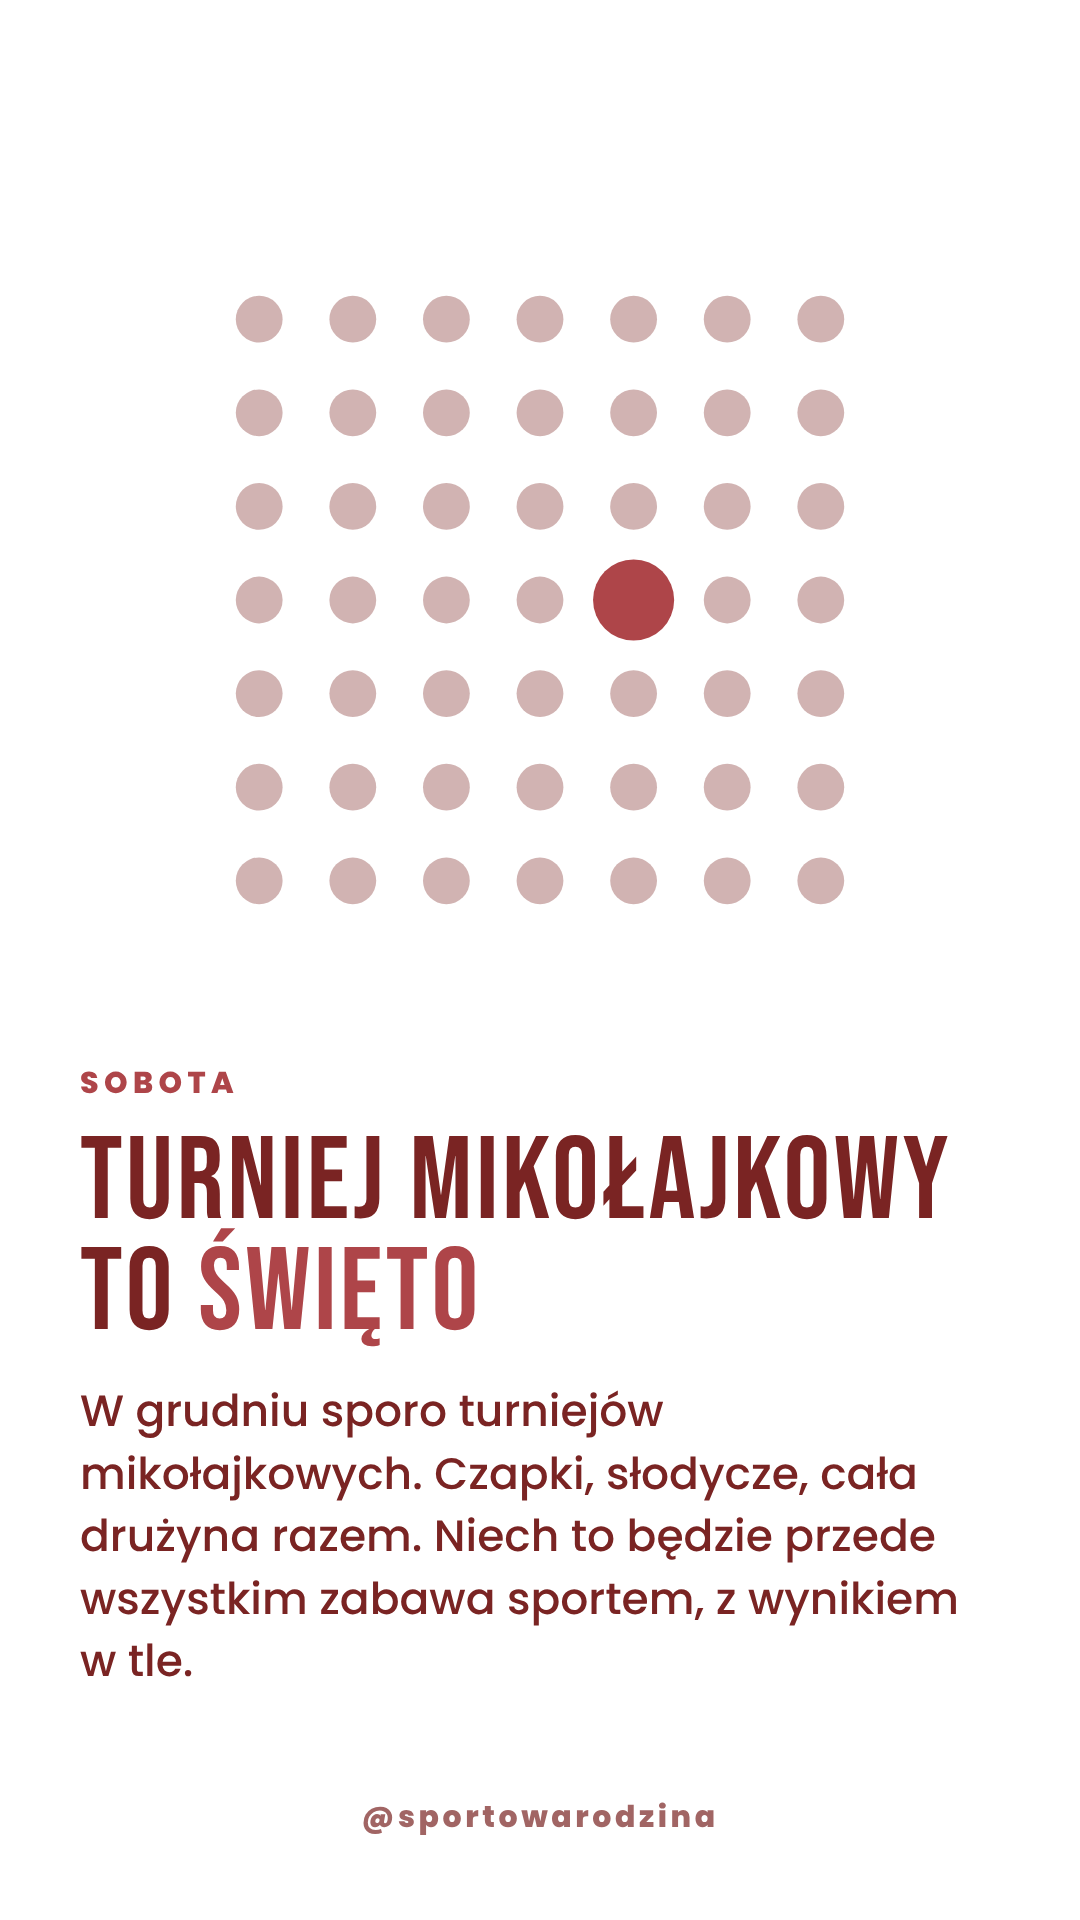 SOBOTA
TURNIEJ MIKOŁAJKOWY
TO ŚWIĘTO
W grudniu sporo turniejów
mikołajkowych. Czapki, słodycze, cała
drużyna razem. Niech to będzie przede
wszystkim zabawa sportem, z wynikiem
w tle.
@sportowarodzina